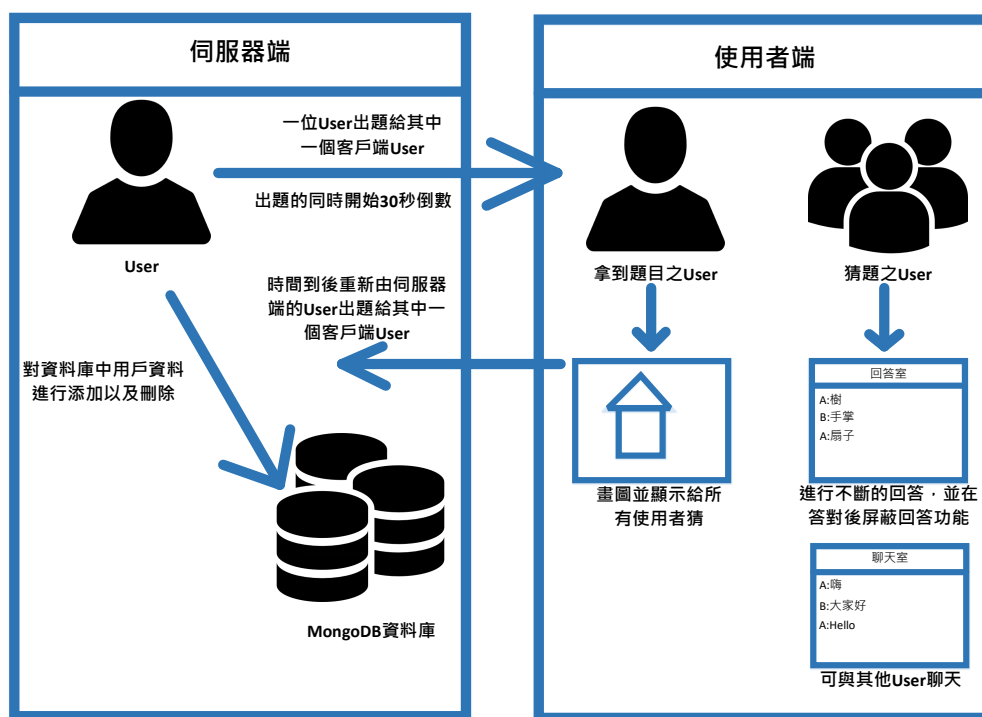 伺服器端
一位User出題給其中
一個客戶端User
出題的同時開始30秒倒數
User
時間到後重新由伺服器
端的User出題給其中一
個客戶端User
對資料庫中用戶資料
進行添加以及刪除
MongoDB資料庫
使用者端
拿到題目之User
猜題之User
畫圖並顯示給所
有使用者猜
回答室
A:樹
B:手掌
A:扇子
進行不斷的回答，並在
答對後屏蔽回答功能
聊天室
A:嗨
B:大家好
A:Hello
可與其他User聊天